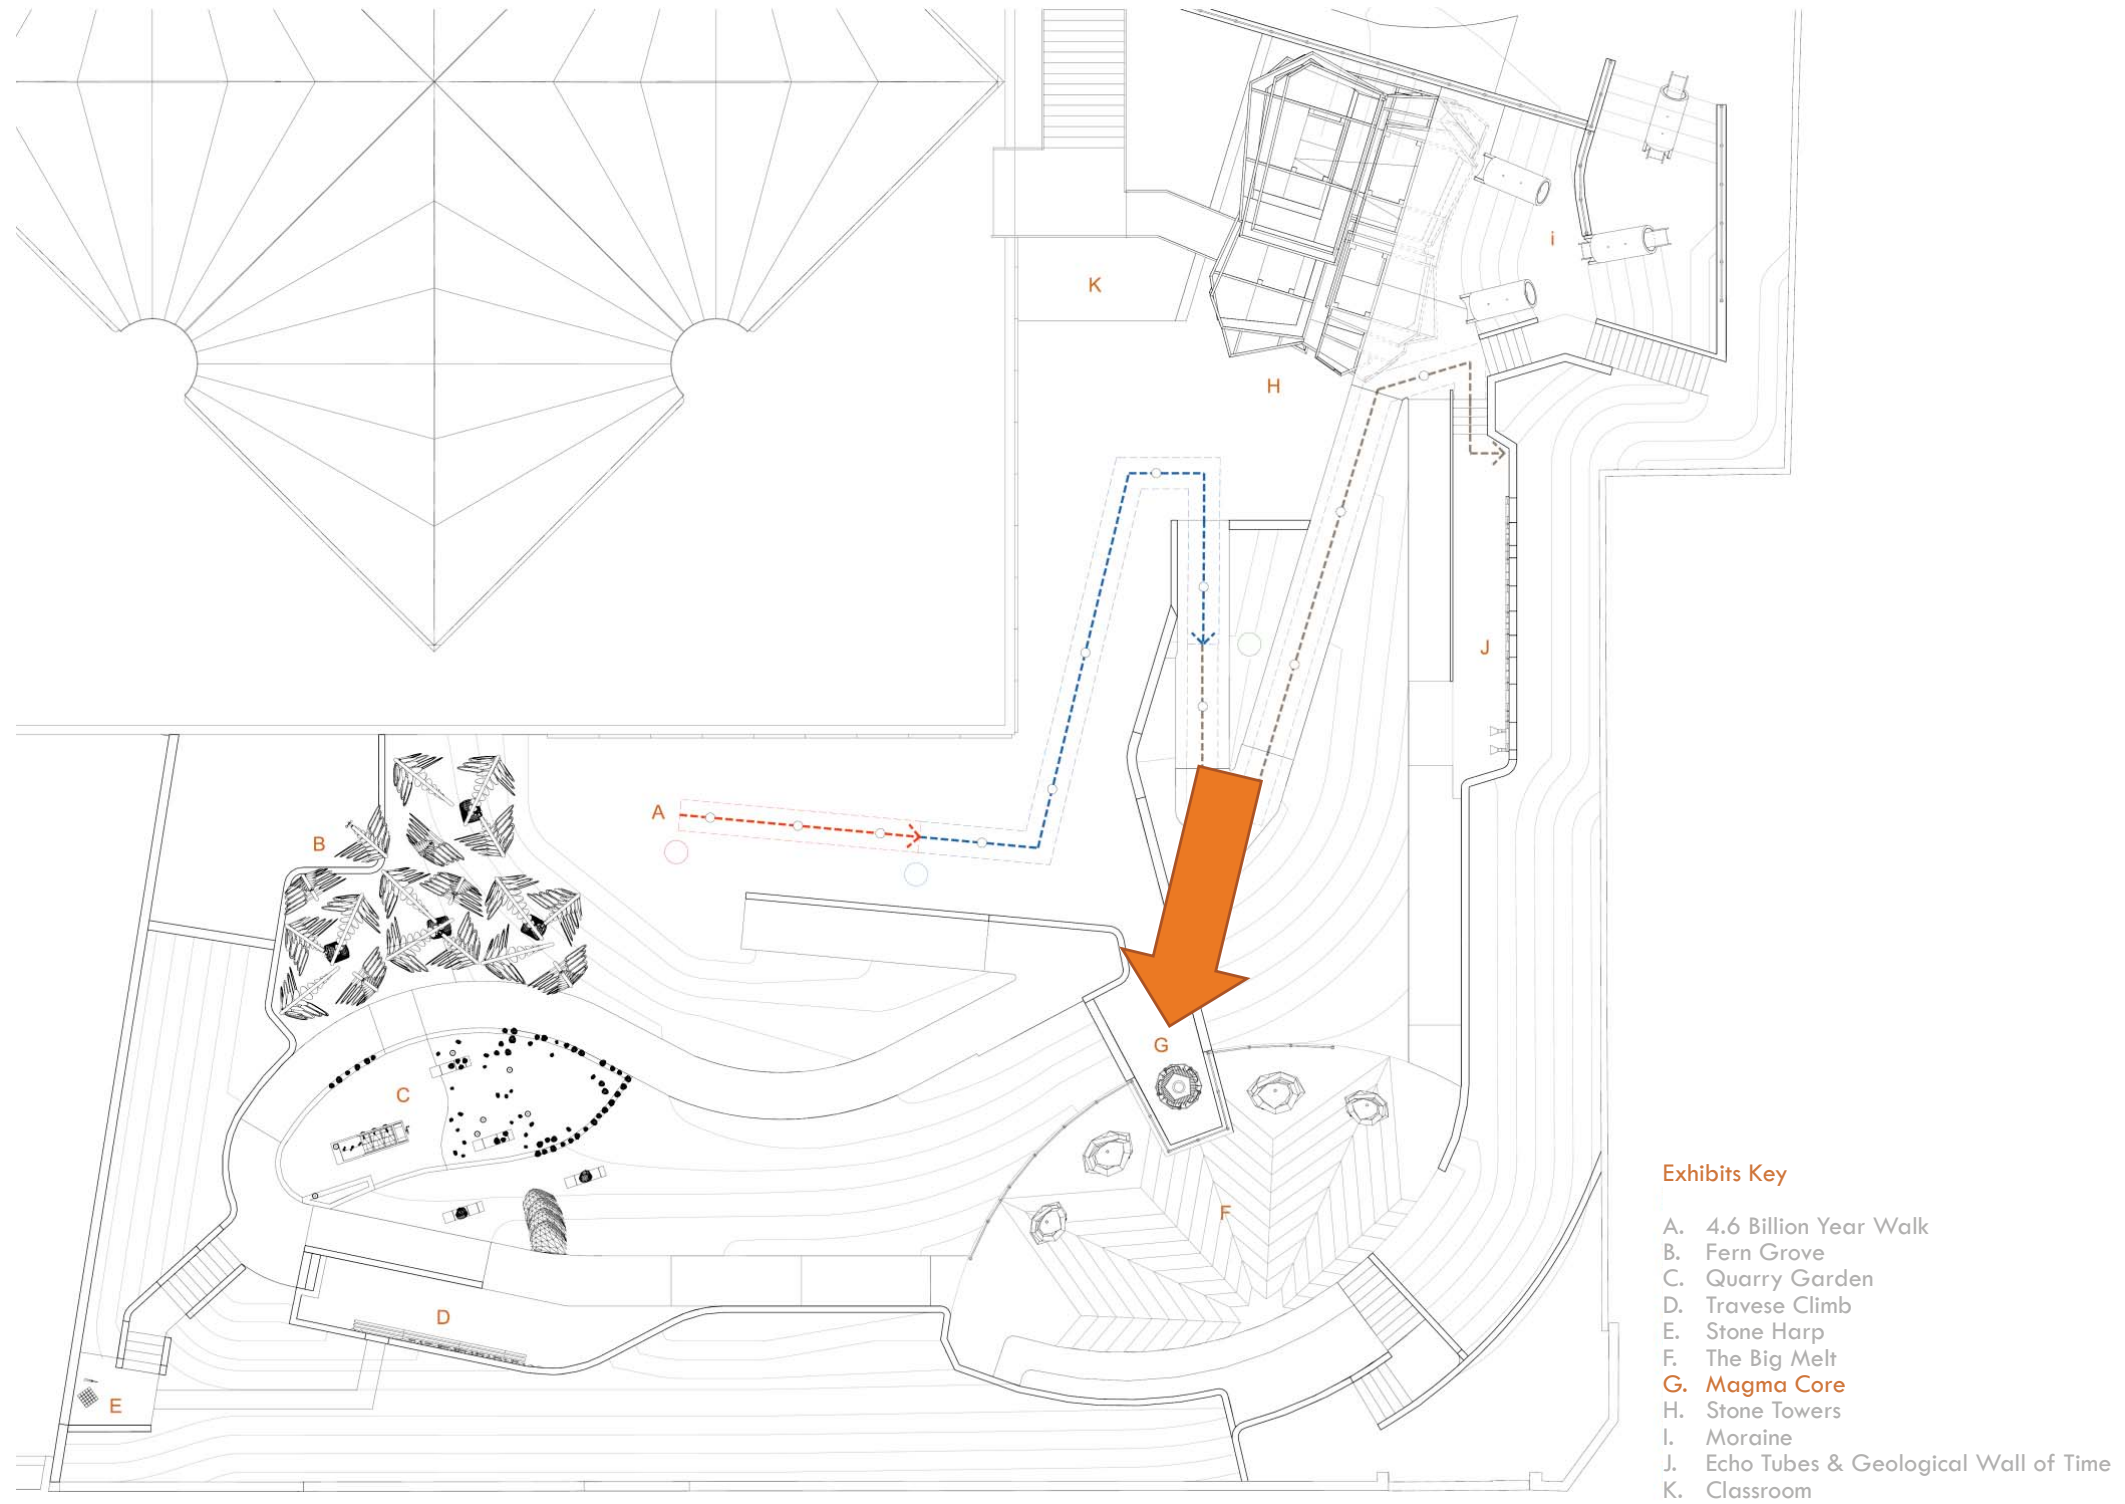 i
K
H
J
A
B
G
C
F
D
E
Exhibits Key
A. 4.6 Billion Year Walk
B. Fern Grove
C. Quarry Garden
D. Travese Climb
E. Stone Harp
F. The Big Melt
G. Magma Core
H. Stone Towers
I. Moraine
J. Echo Tubes & Geological Wall of Time
K. Classroom